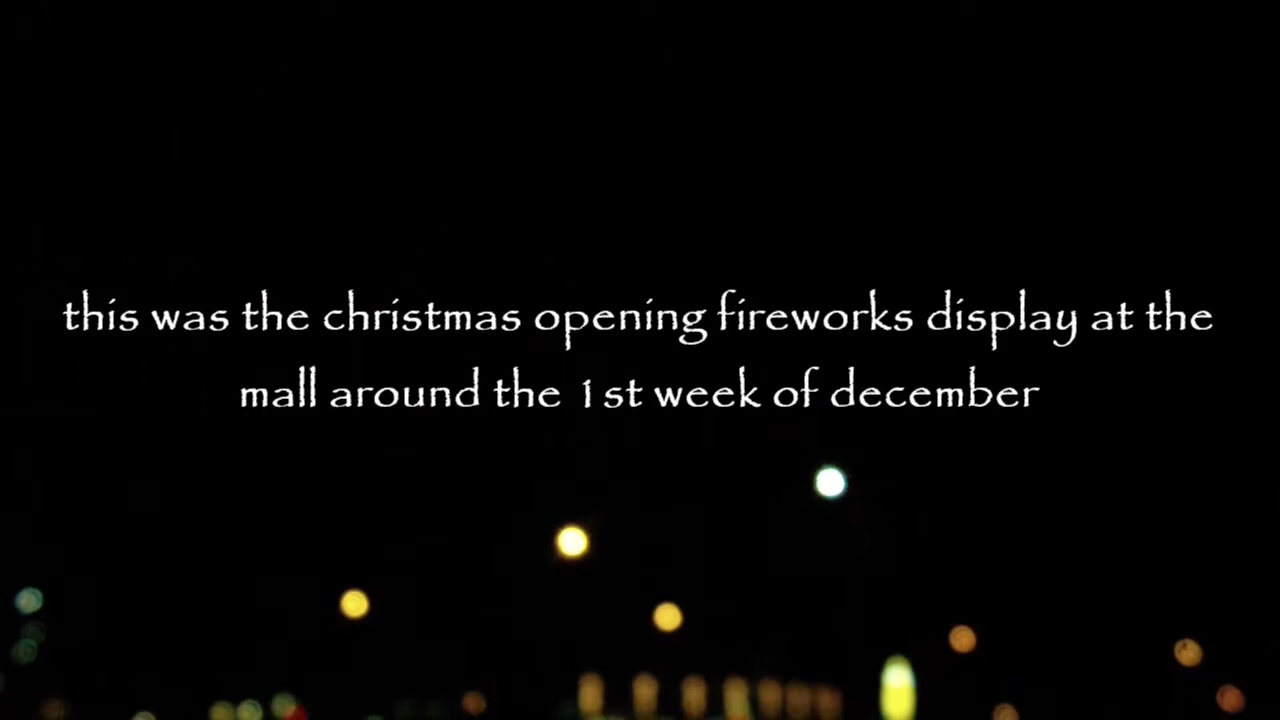 this was the christmas opening fireworks display at the
mall around the 1st week of december